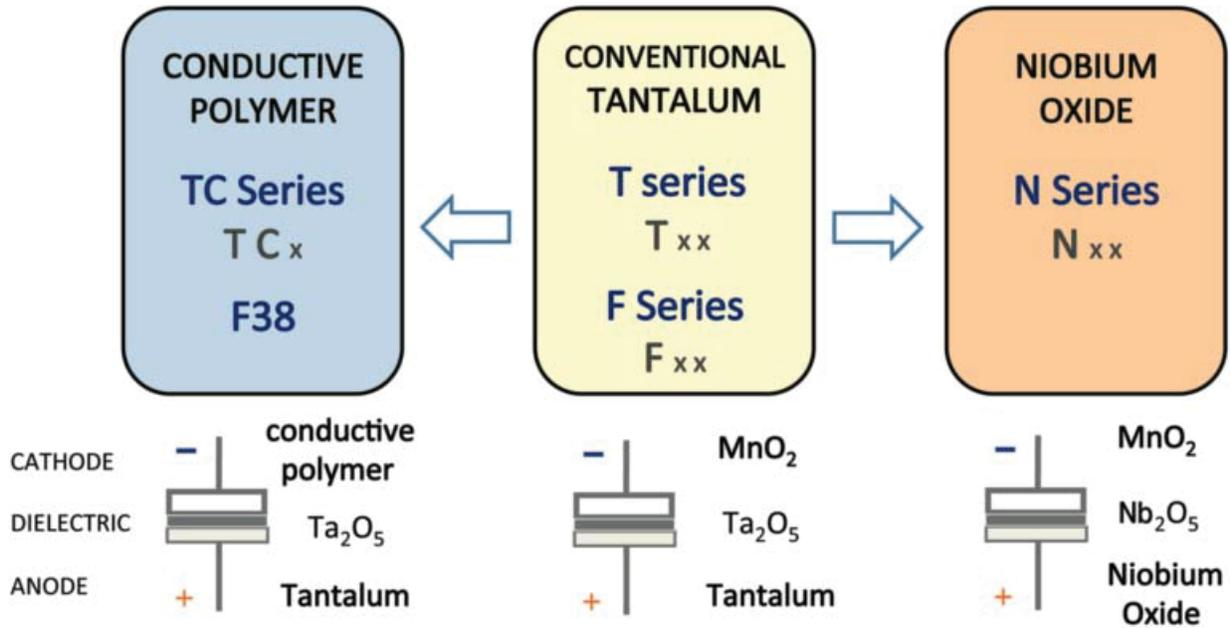 CONDUCTIVE
POLYMER
TC Series
T C x
F38
CONVENTIONAL
TANTALUM
T series
T x x
F Series
F x x
NIOBIUM
OXIDE
N Series
N x x
CATHODE
DIELECTRIC
ANODE
−
conductive
polymer
Ta₂O₅
+
Tantalum
−
MnO₂
Ta₂O₅
+
Tantalum
−
MnO₂
Nb₂O₅
+
Niobium
Oxide